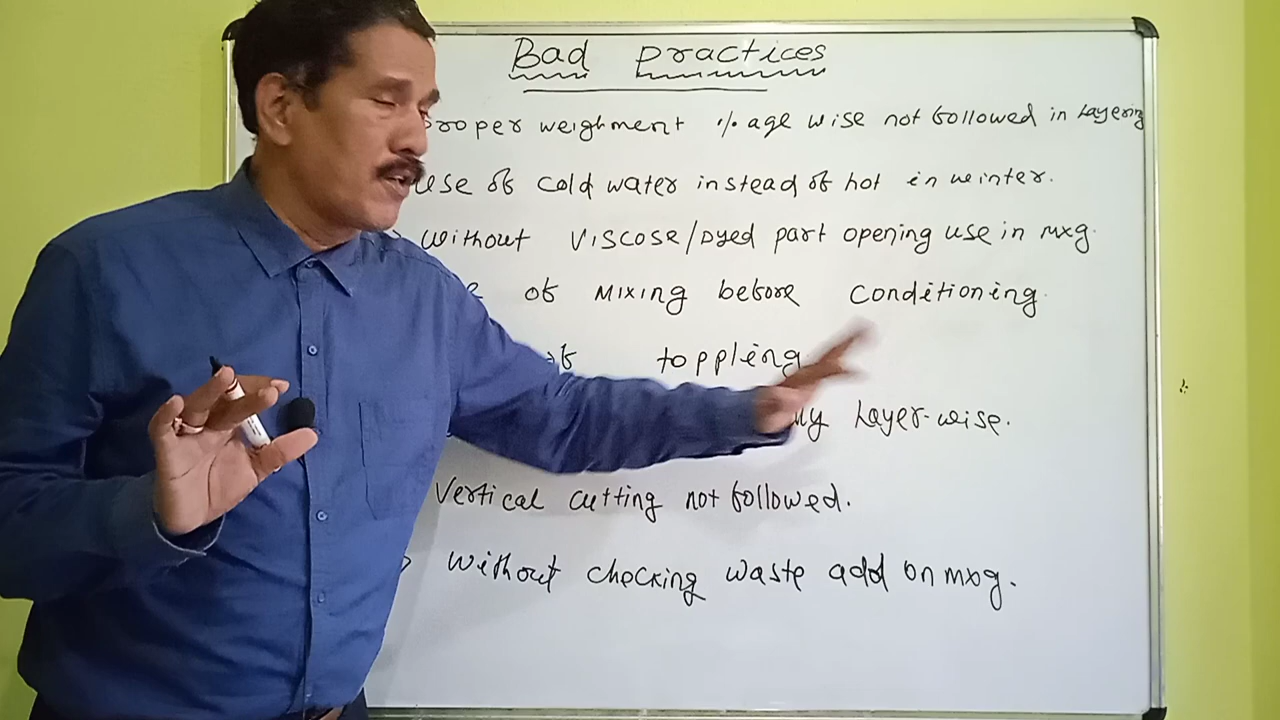 Bad Practices
roper weighment %age wise not followed in Layering
use of cold water instead of hot in winter.
without Viscose/Dyed part opening use in mxg.
of Mixing before conditioning.
toppling
Layer-wise.
Vertical cutting not followed.
without checking waste add on mxg.